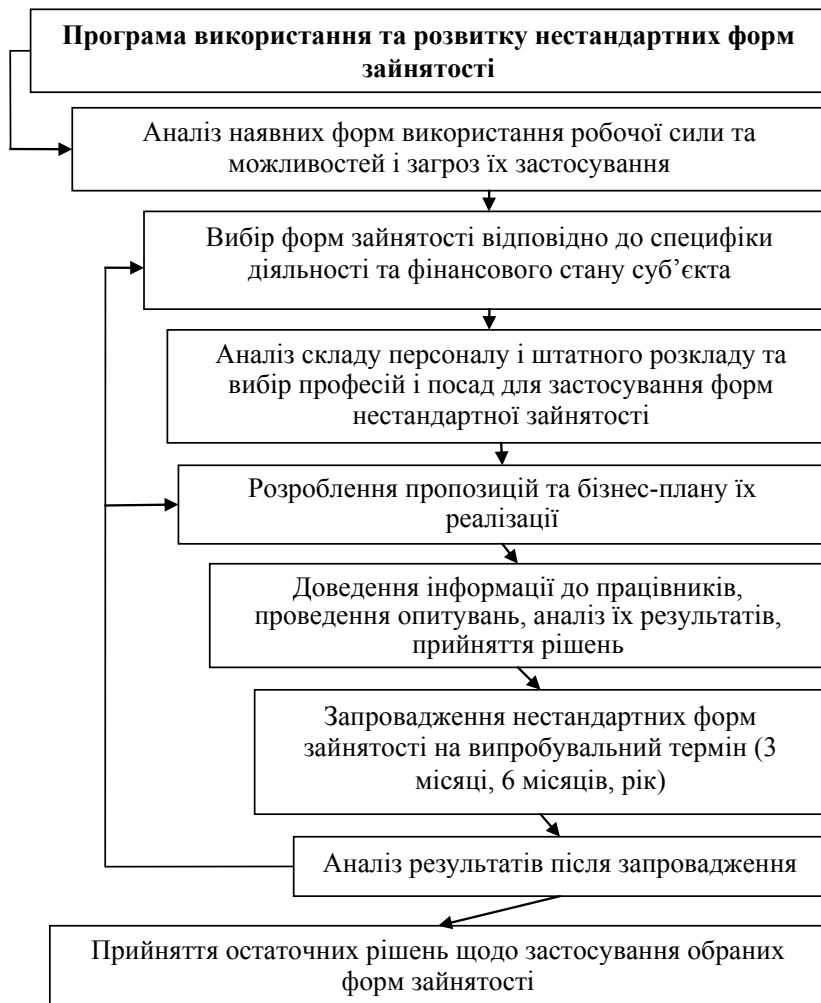 Програма використання та розвитку нестандартних форм
зайнятості
Аналіз наявних форм використання робочої сили та
можливостей і загроз їх застосування
Вибір форм зайнятості відповідно до специфіки
діяльності та фінансового стану суб’єкта
Аналіз складу персоналу і штатного розкладу та
вибір професій і посад для застосування форм
нестандартної зайнятості
Розроблення пропозицій та бізнес-плану їх
реалізації
Доведення інформації до працівників,
проведення опитувань, аналіз їх результатів,
прийняття рішень
Запровадження нестандартних форм
зайнятості на випробувальний термін (3
місяці, 6 місяців, рік)
Аналіз результатів після запровадження
Прийняття остаточних рішень щодо застосування обраних
форм зайнятості